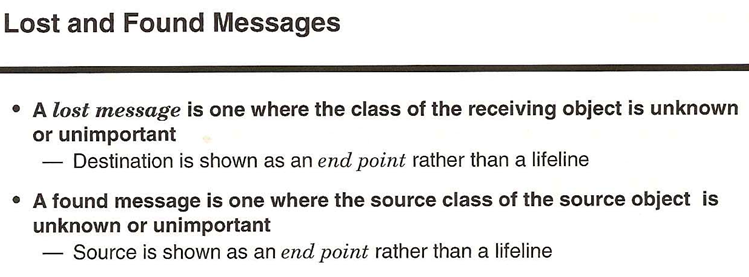 Lost and Found Messages
• A lost message is one where the class of the receiving object is unknown
or unimportant
— Destination is shown as an end point rather than a lifeline
• A found message is one where the source class of the source object is
unknown or unimportant
— Source is shown as an end point rather than a lifeline